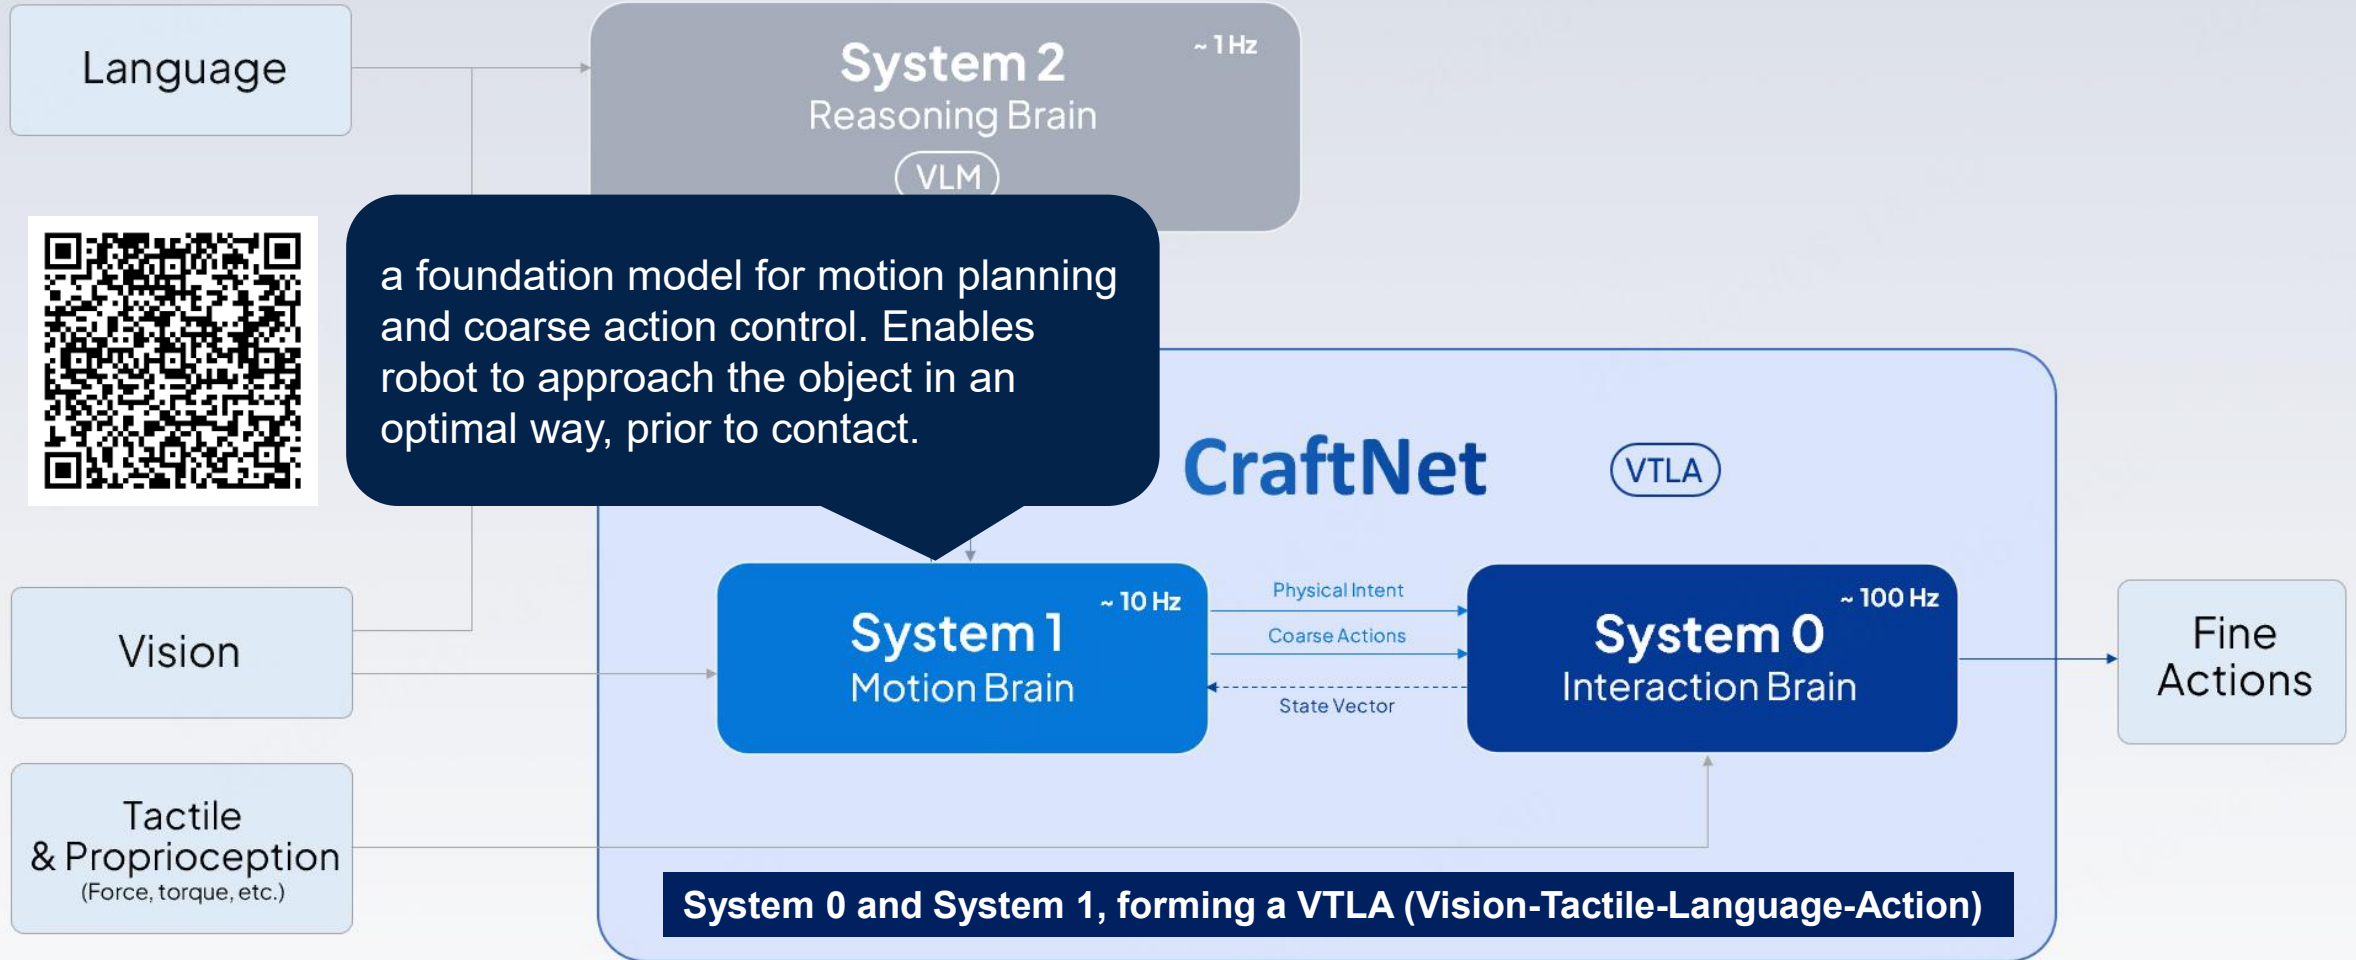 Language
System 2
~ 1 Hz
Reasoning Brain
VLM
a foundation model for motion planning
and coarse action control. Enables
robot to approach the object in an
optimal way, prior to contact.
CraftNet
VTLA
Vision
System 1
~ 10 Hz
Motion Brain
Physical Intent
Coarse Actions
State Vector
System 0
~ 100 Hz
Interaction Brain
Fine
Actions
Tactile
& Proprioception
(Force, torque, etc.)
System 0 and System 1, forming a VTLA (Vision-Tactile-Language-Action)